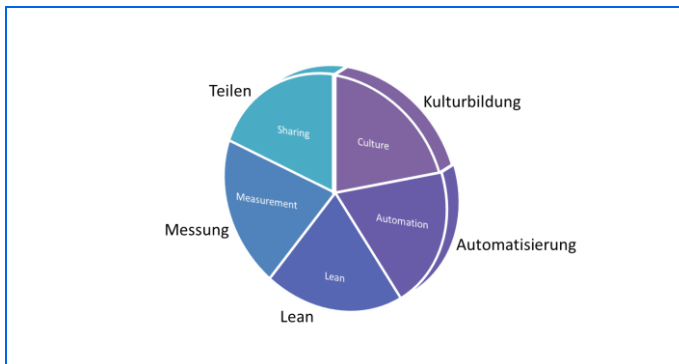 Teilen
Kulturbildung
Sharing
Culture
Measurement
Automation
Messung
Automatisierung
Lean
Lean